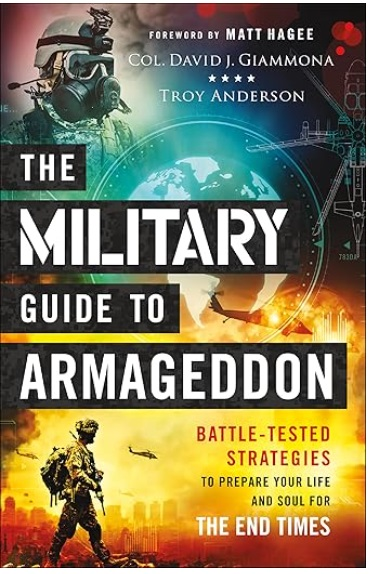 FOREWORD BY MATT HAGEE
COL. DAVID J. GIAMMONA
TROY ANDERSON
THE
MILITARY
GUIDE TO
ARMAGEDDON
BATTLE-TESTED
STRATEGIES
TO PREPARE YOUR LIFE
AND SOUL FOR
THE END TIMES